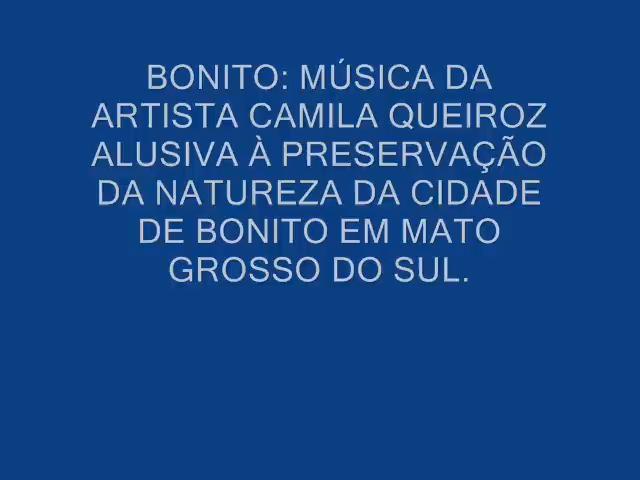 BONITO: MÚSICA DA
ARTISTA CAMILA QUEIROZ
ALUSIVA À PRESERVAÇÃO
DA NATUREZA DA CIDADE
DE BONITO EM MATO
GROSSO DO SUL.